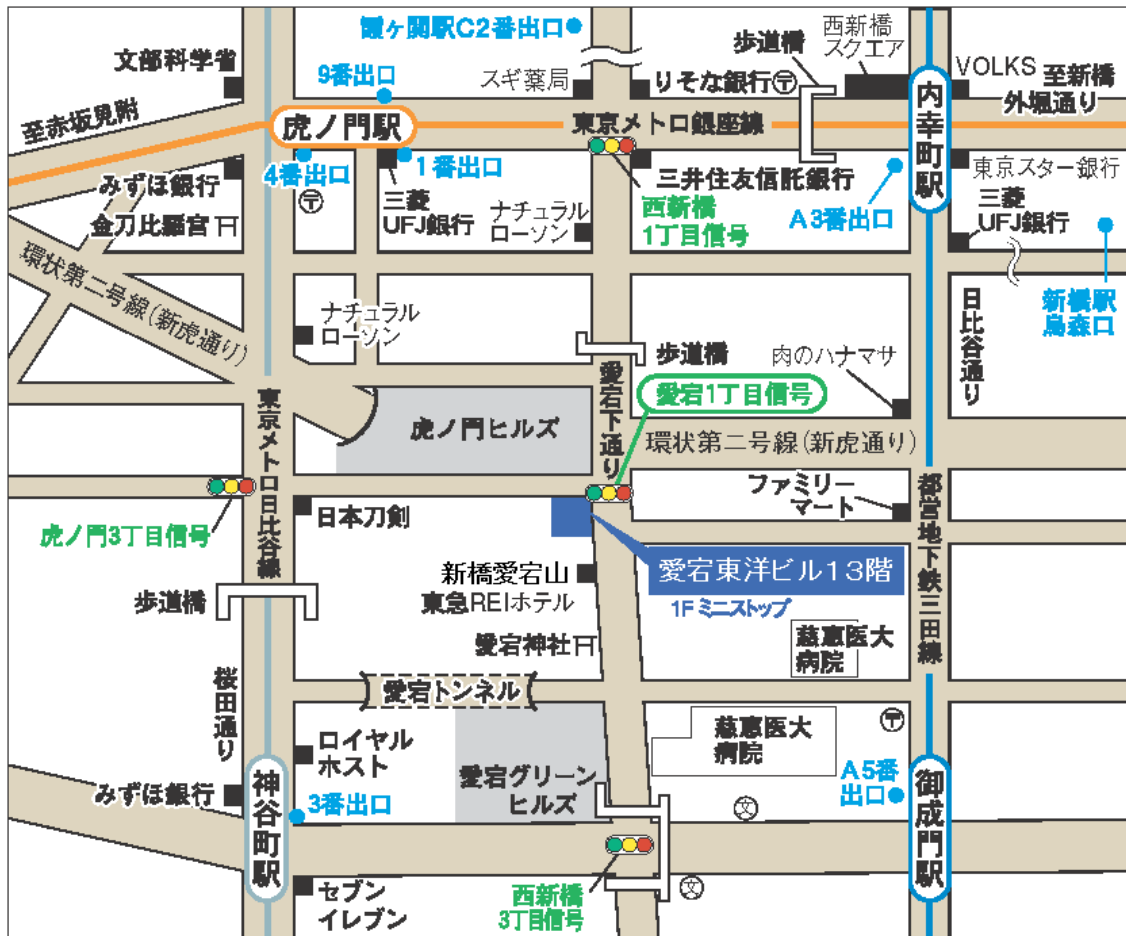 霞ヶ関駅C2番出口
歩道橋
西新橋
スクエア
文部科学省
9番出口
スギ薬局
りそな銀行〒
VOLKS
至新橋
外堀通り
至赤坂見附
虎ノ門駅
東京メトロ銀座線
内幸町駅
みずほ銀行
4番出口
〒
1番出口
三菱
UFJ銀行
ナチュラル
ローソン
三井住友信託銀行
西新橋
1丁目信号
A3番出口
東京スター銀行
三菱
UFJ銀行
金刀比羅宮
環状第二号線(新虎通り)
新橋駅
烏森口
日比谷通り
ナチュラル
ローソン
歩道橋
肉のハナマサ
愛宕1丁目信号
愛宕下通り
虎ノ門ヒルズ
環状第二号線(新虎通り)
東京メトロ日比谷線
虎ノ門3丁目信号
日本刀剣
ファミリー
マート
都営地下鉄三田線
愛宕東洋ビル13階
1F ミニストップ
新橋愛宕山
東急REIホテル
歩道橋
愛宕神社
慈恵医大
病院
桜田通り
愛宕トンネル
〒
慈恵医大
病院
ロイヤル
ホスト
愛宕グリーン
ヒルズ
A5番
出口
みずほ銀行
神谷町駅
3番出口
文
御成門駅
セブン
イレブン
西新橋
3丁目信号
文